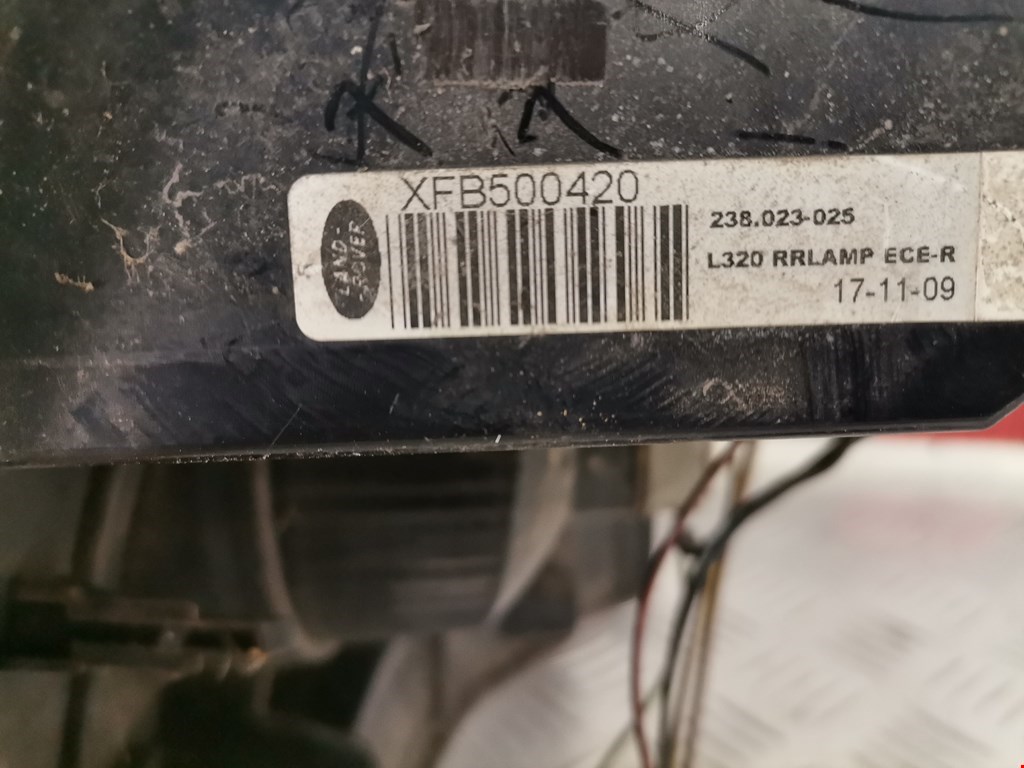 XFB500420
LAND-
ROVER
238.023-025
L320 RRLAMP ECE-R
17-11-09